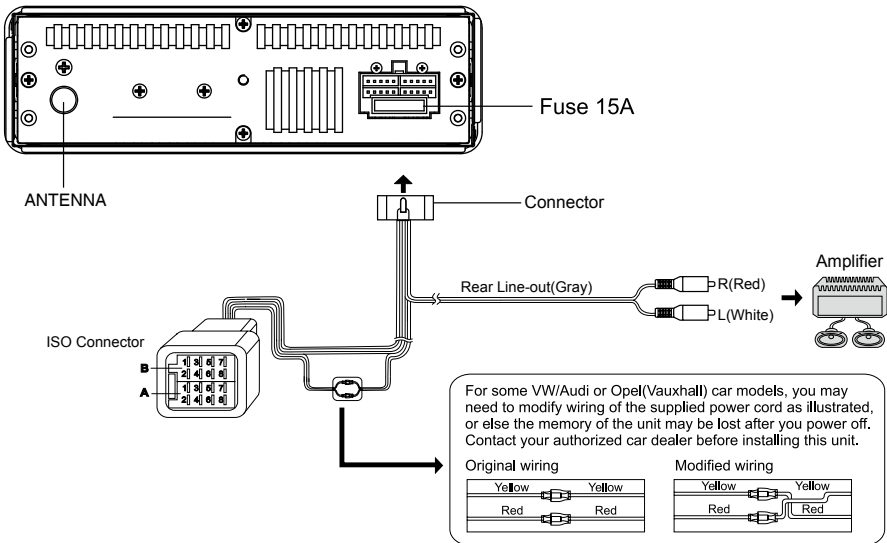 Fuse 15A
ANTENNA
Connector
Amplifier
Rear Line-out(Gray)
R(Red)
L(White)
ISO Connector
B
1 3 5 7
2 4 6 8
A
1 3 5 7
2 4 6 8
For some VW/Audi or Opel(Vauxhall) car models, you may
need to modify wiring of the supplied power cord as illustrated,
or else the memory of the unit may be lost after you power off.
Contact your authorized car dealer before installing this unit.
Original wiring
Yellow Yellow
Red Red
Modified wiring
Yellow Yellow
Red Red